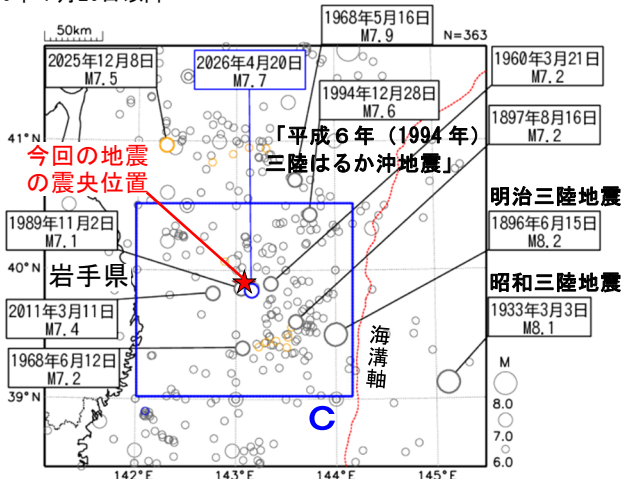 50km
1968年5月16日
M7.9
N=363
2025年12月8日
M7.5
2026年4月20日
M7.7
1960年3月21日
M7.2
1994年12月28日
M7.6
1897年8月16日
M7.2
41°N
「平成6年（1994年）
三陸はるか沖地震」
今回の地震
の震央位置
明治三陸地震
1989年11月2日
M7.1
1896年6月15日
M8.2
40°N
岩手県
昭和三陸地震
2011年3月11日
M7.4
1933年3月3日
M8.1
海溝軸
1968年6月12日
M7.2
M
39°N
C
8.0
7.0
6.0
142°E
143°E
144°E
145°E